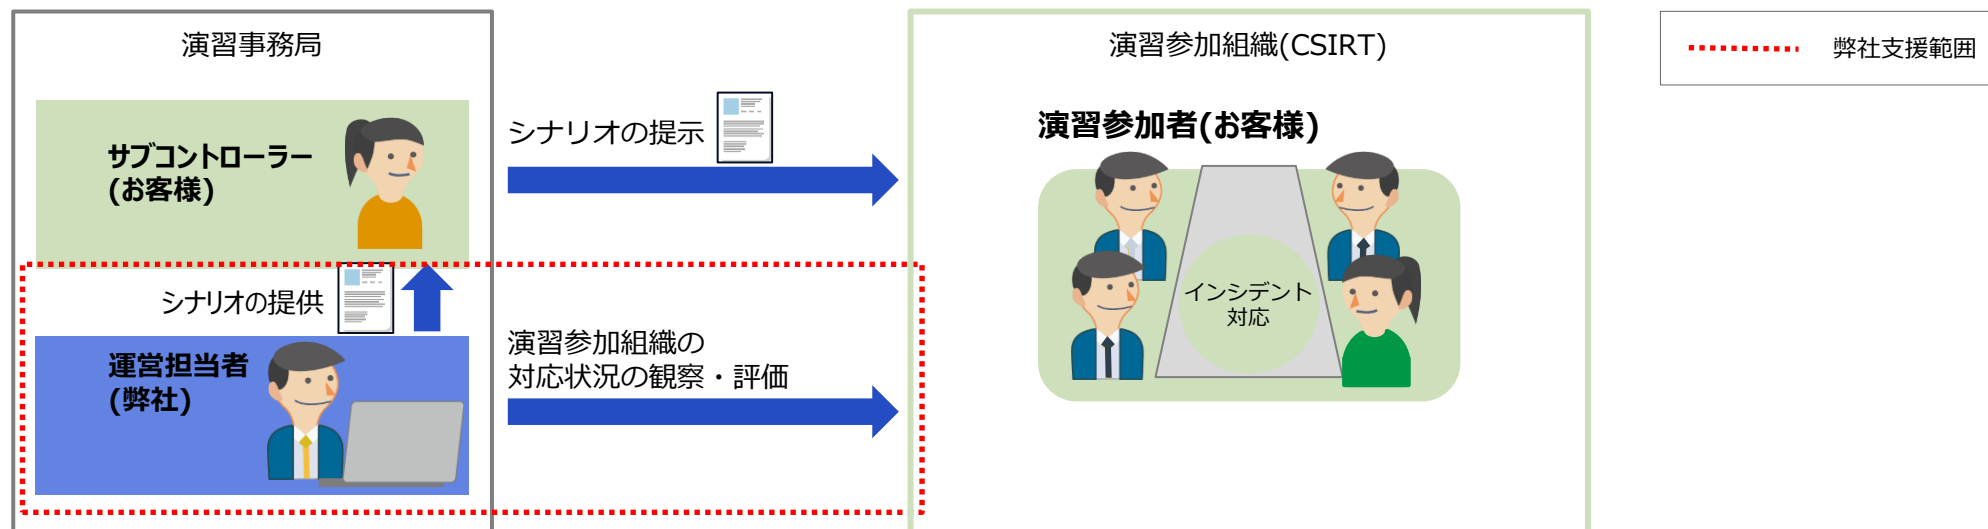 演習事務局
サブコントローラー
(お客様)
シナリオの提供
運営担当者
(弊社)
シナリオの提示
演習参加組織の
対応状況の観察・評価
演習参加組織(CSIRT)
演習参加者(お客様)
インシデント
対応
弊社支援範囲